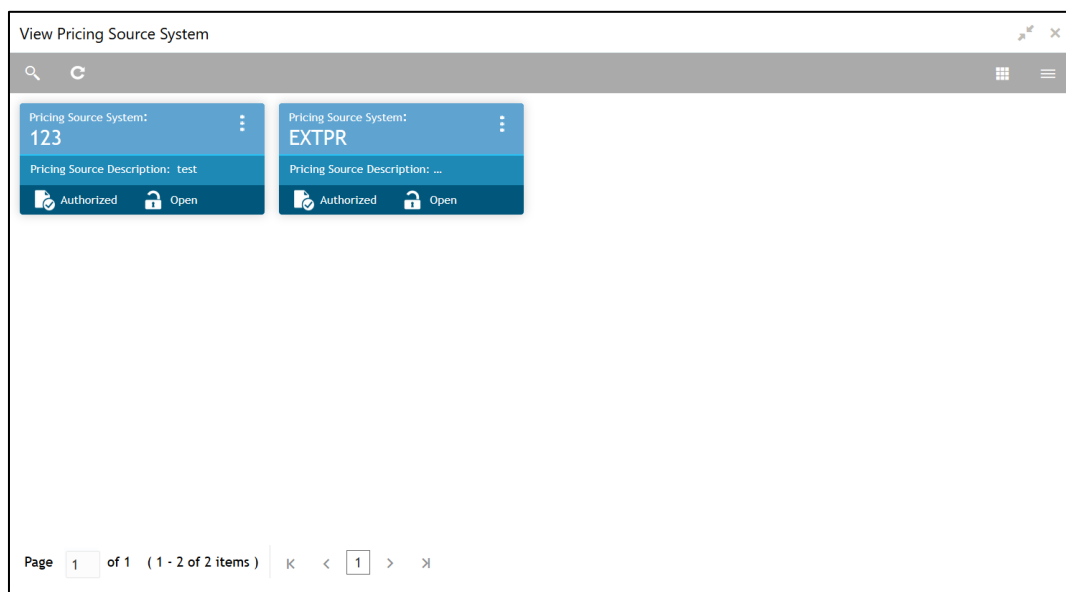 View Pricing Source System
Pricing Source System:
123
Pricing Source Description: test
Authorized Open
Pricing Source System:
EXTPR
Pricing Source Description: ...
Authorized Open
Page 1 of 1 ( 1 - 2 of 2 items ) 1